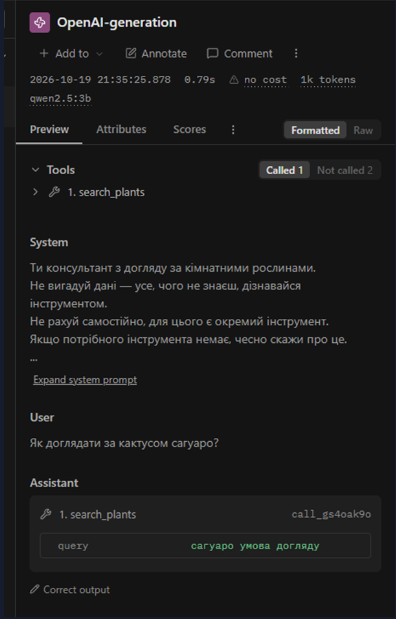 OpenAI-generation
Add to
Annotate
Comment
2026-10-19 21:35:25.878 0.79s no cost 1k tokens
qwen2.5:3b
Preview Attributes Scores Formatted Raw
Tools Called 1 Not called 2
1. search_plants
System
Ти консультант з догляду за кімнатними рослинами.
Не вигадуй дані — усе, чого не знаєш, дізнавайся
інструментом.
Не рахуй самостійно, для цього є окремий інструмент.
Якщо потрібного інструмента немає, чесно скажи про це.
...
Expand system prompt
User
Як доглядати за кактусом сагуаро?
Assistant
1. search_plants call_gs4oak9o
query сагуаро умова догляду
Correct output